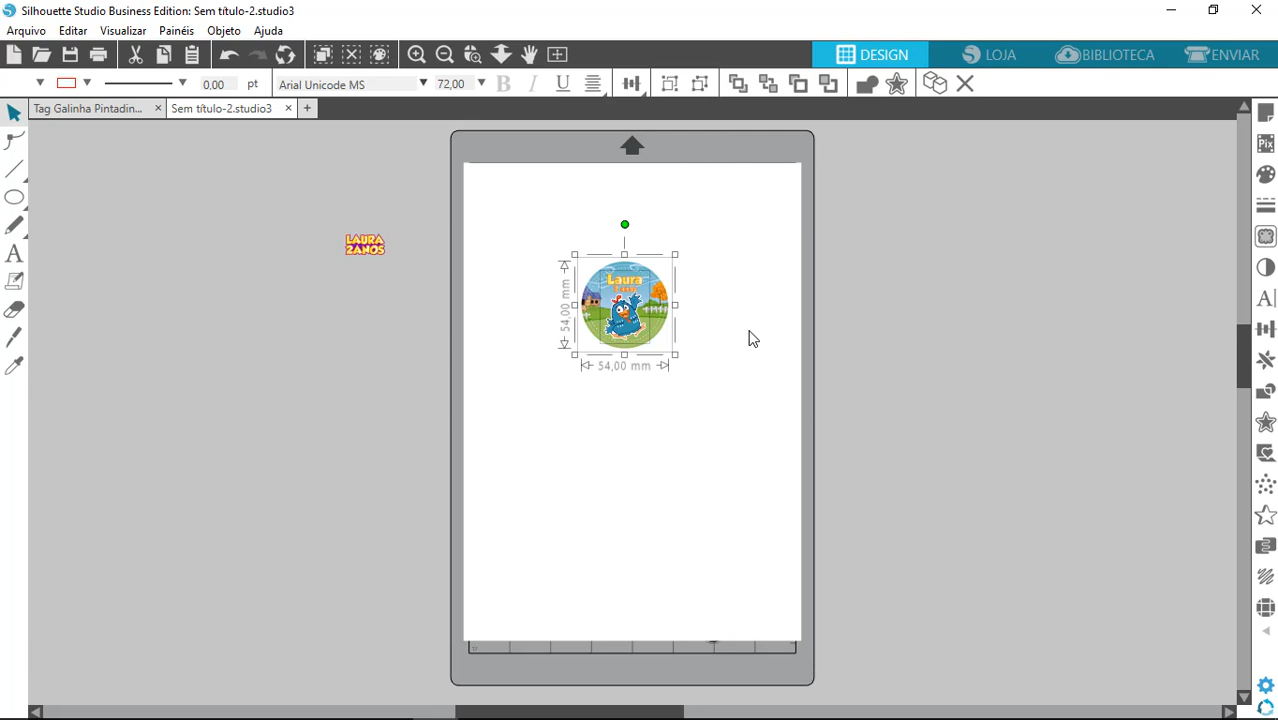 Silhouette Studio Business Edition: Sem título-2.studio3
Arquivo Editar Visualizar Painéis Objeto Ajuda
DESIGN LOJA BIBLIOTECA ENVIAR
0,00 pt Arial Unicode MS 72,00 B I U
Tag Galinha Pintadin... Sem título-2.studio3
Pix
LAURA
2 ANOS
Laura
54,00 mm
54,00 mm
A
A